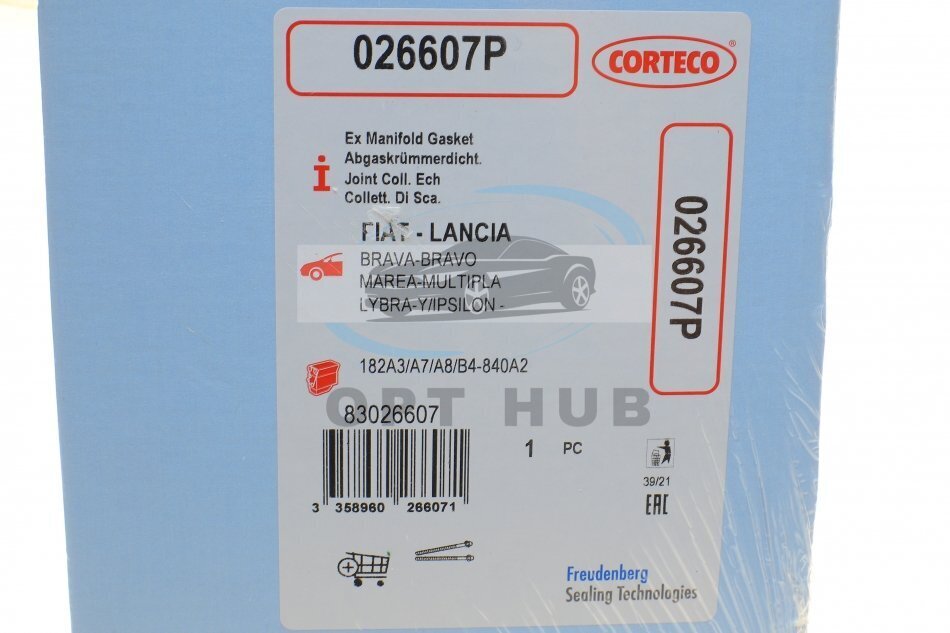 026607P
CORTECO®
Ex Manifold Gasket
Abgaskrümmerdicht.
Joint Coll. Ech
Collett. Di Sca.
026607P
FIAT - LANCIA
BRAVA-BRAVO
MAREA-MULTIPLA
LYBRA-Y/IPSILON -
182A3/A7/A8/B4-840A2
OPT HUB
83026607
1 PC
3 358960 266071
39/21
EAC
Freudenberg
Sealing Technologies